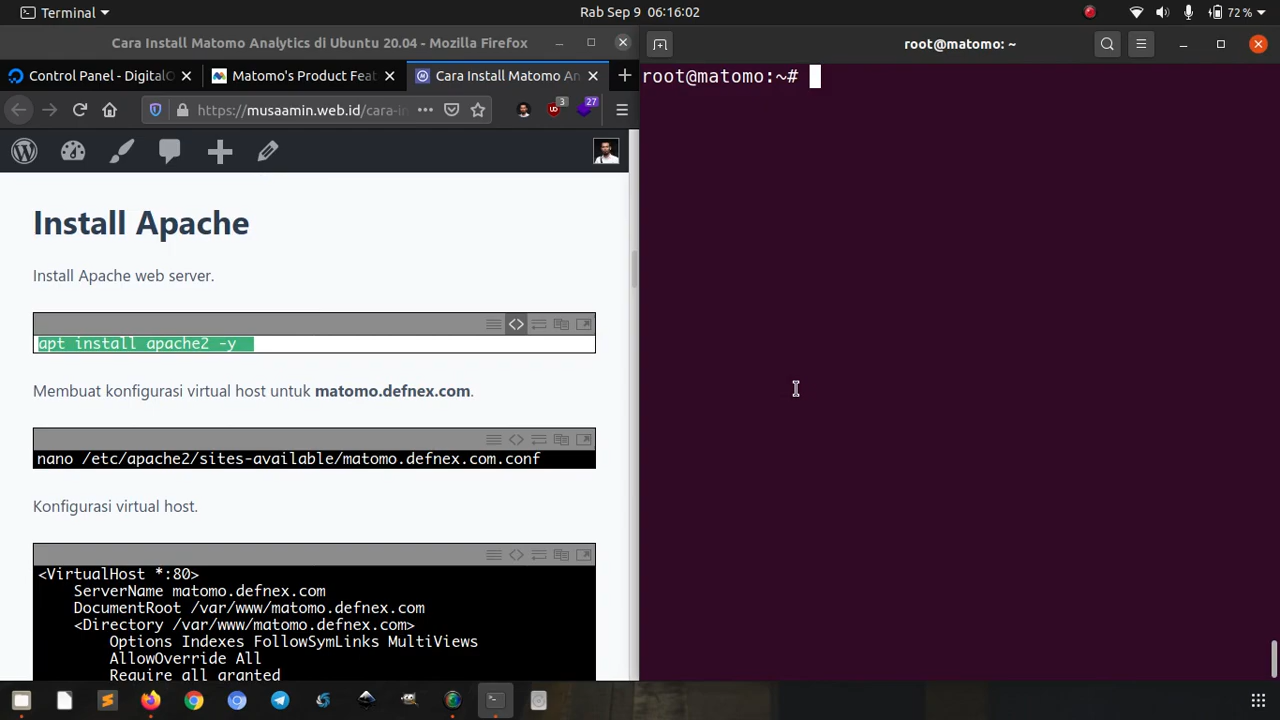 Terminal
Rab Sep 9 06:16:02
72 %
Cara Install Matomo Analytics di Ubuntu 20.04 - Mozilla Firefox
root@matomo: ~
Control Panel - DigitalO
Matomo's Product Feat
Cara Install Matomo An
root@matomo:~#
https://musaamin.web.id/cara-in
3
27
Install Apache
Install Apache web server.
apt install apache2 -y
Membuat konfigurasi virtual host untuk matomo.defnex.com.
nano /etc/apache2/sites-available/matomo.defnex.com.conf
Konfigurasi virtual host.
<VirtualHost *:80>
ServerName matomo.defnex.com
DocumentRoot /var/www/matomo.defnex.com
<Directory /var/www/matomo.defnex.com>
Options Indexes FollowSymLinks MultiViews
AllowOverride All
Require all granted